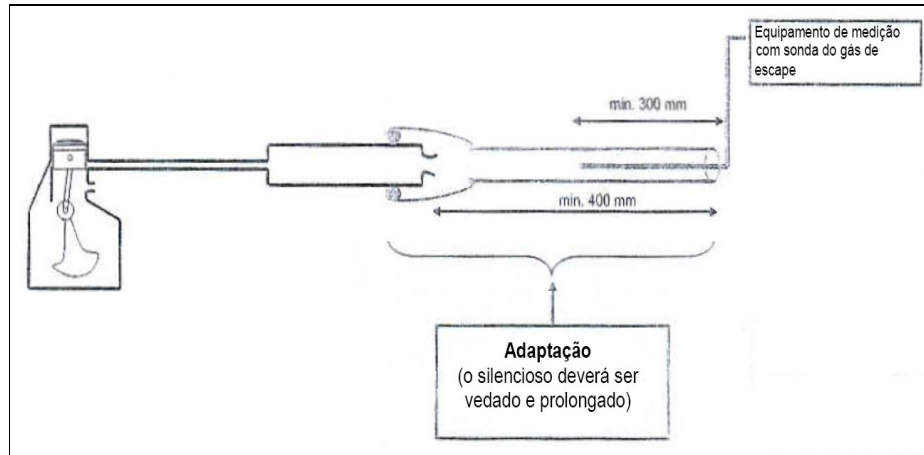 Equipamento de medição
com sonda do gás de
escape
min. 300 mm
min. 400 mm
Adaptação
(o silencioso deverá ser
vedado e prolongado)